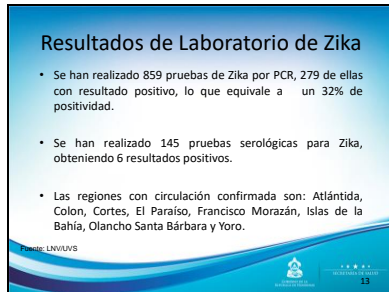 Resultados de Laboratorio de Zika
• Se han realizado 859 pruebas de Zika por PCR, 279 de ellas
con resultado positivo, lo que equivale a un 32% de
positividad.
• Se han realizado 145 pruebas serológicas para Zika,
obteniendo 6 resultados positivos.
• Las regiones con circulación confirmada son: Atlántida,
Colon, Cortes, El Paraíso, Francisco Morazán, Islas de la
Bahía, Olancho Santa Bárbara y Yoro.
Fuente: LNV/UVS
SECRETARÍA DE SALUD
13